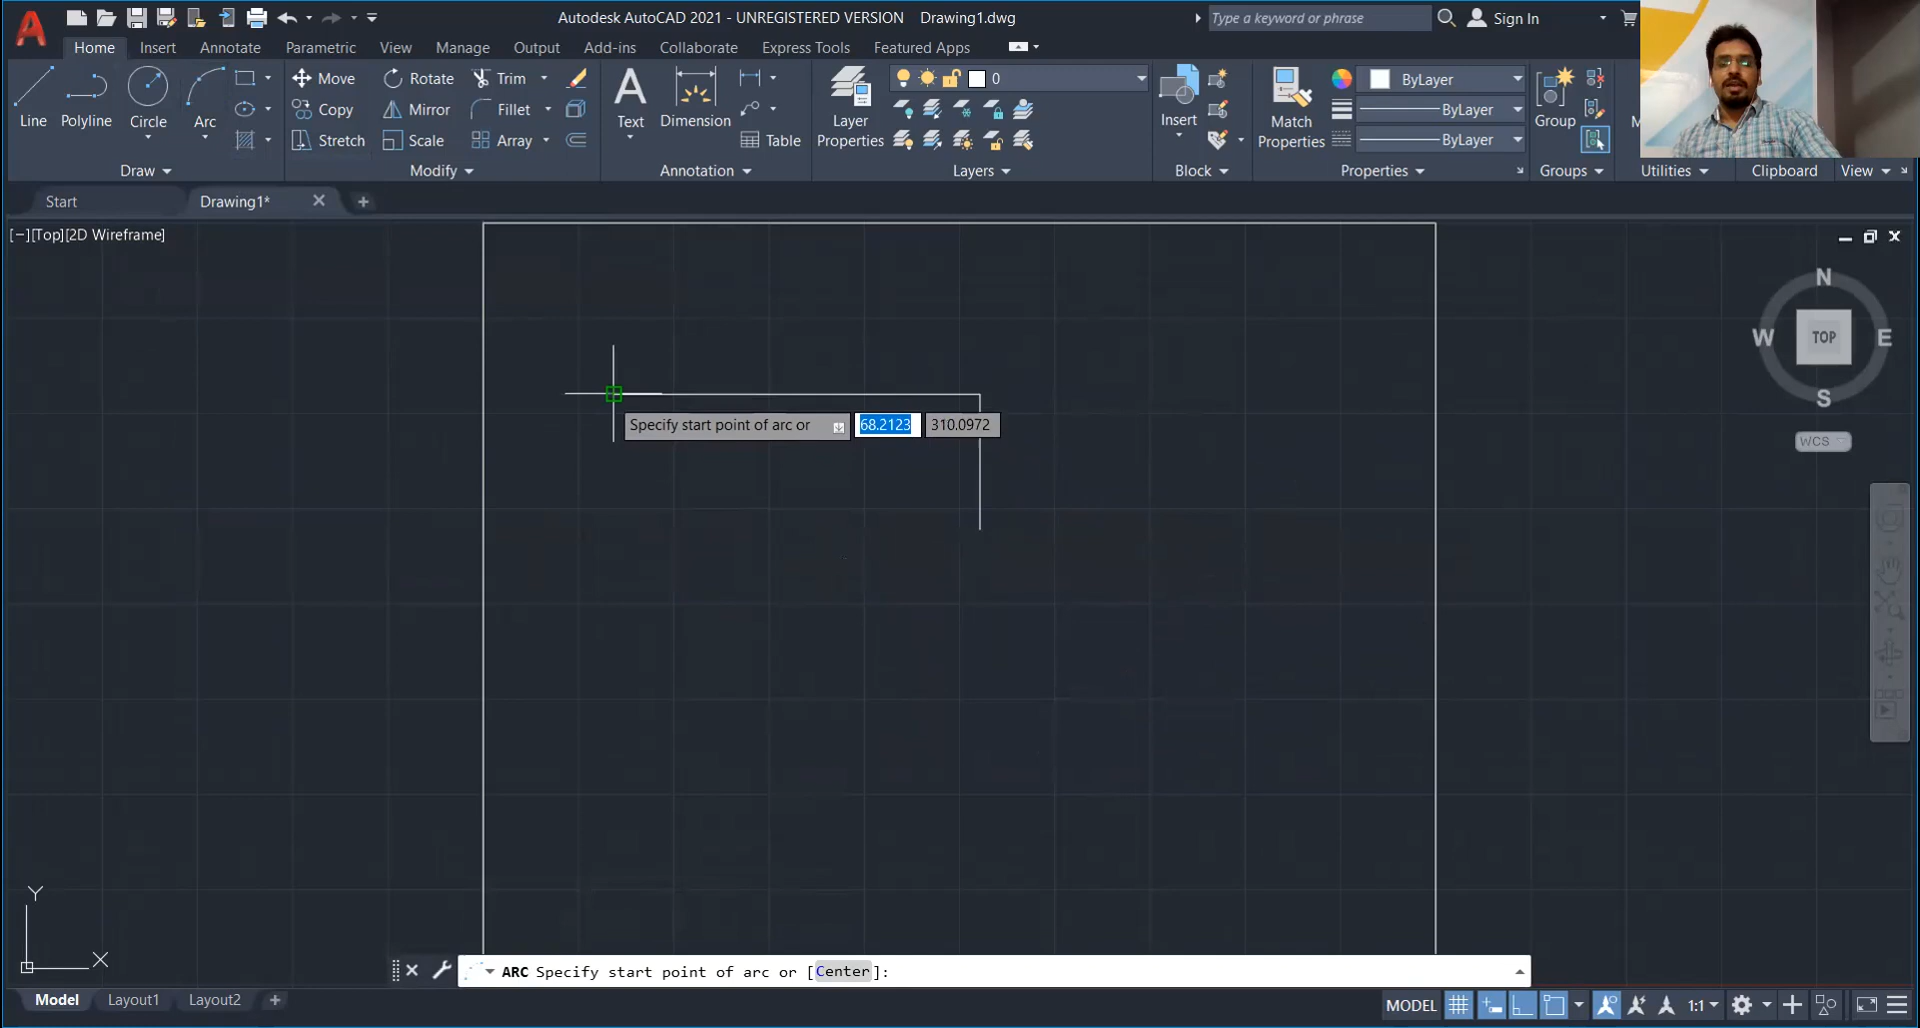 Autodesk AutoCAD 2021 - UNREGISTERED VERSION Drawing1.dwg
Type a keyword or phrase
Sign In
Home Insert Annotate Parametric View Manage Output Add-ins Collaborate Express Tools Featured Apps
Line
Polyline
Circle
Arc
Draw
Move
Rotate
Trim
Copy
Mirror
Fillet
Stretch
Scale
Array
Modify
Text
Dimension
Table
Annotation
Layer
Properties
0
Layers
Insert
Block
Match
Properties
ByLayer
ByLayer
ByLayer
Properties
Group
Groups
M
Utilities
Clipboard
View
Start
Drawing1*
[−][Top][2D Wireframe]
N
W TOP E
S
WCS
Specify start point of arc or 68.2123 310.0972
Y
X
ARC Specify start point of arc or [Center]:
Model Layout1 Layout2
MODEL
1:1